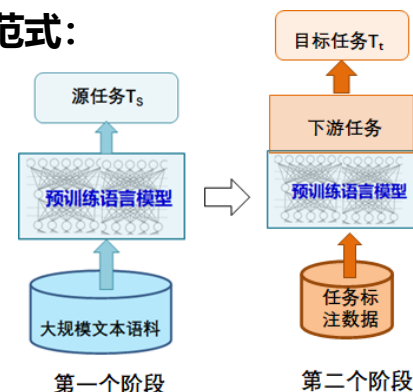 范式：
源任务TS
预训练语言模型
大规模文本语料
第一个阶段
目标任务Tt
下游任务
预训练语言模型
任务标
注数据
第二个阶段